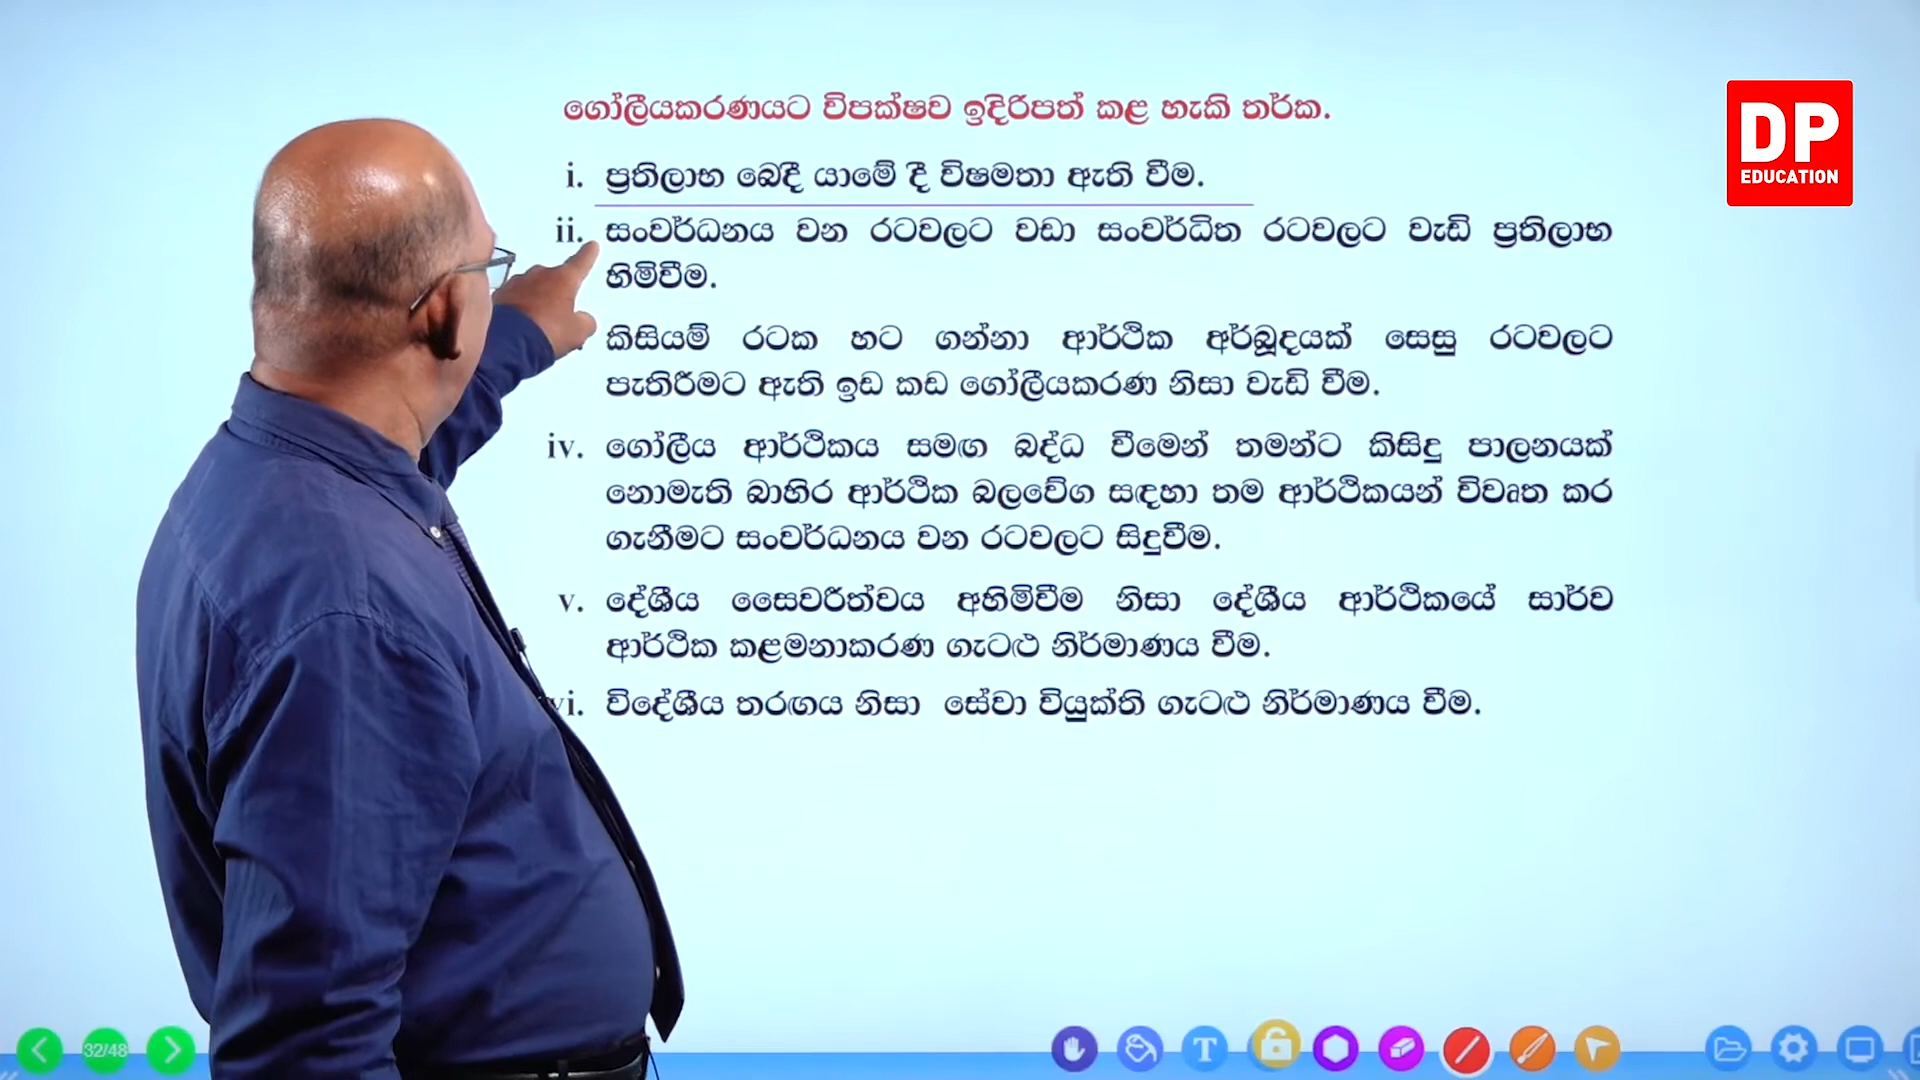 ගෝලීයකරණයට විපක්ෂව ඉදිරිපත් කළ හැකි තර්ක.
DP
EDUCATION
i. ප්‍රතිලාභ බෙදී යාමේ දී විෂමතා ඇති වීම.
ii. සංවර්ධනය වන රටවලට වඩා සංවර්ධිත රටවලට වැඩි ප්‍රතිලාභ
හිමිවීම.
කිසියම් රටක හට ගන්නා ආර්ථික අර්බුදයක් සෙසු රටවලට
පැතිරීමට ඇති ඉඩ කඩ ගෝලීයකරණ නිසා වැඩි වීම.
iv. ගෝලීය ආර්ථිකය සමඟ බද්ධ වීමෙන් තමන්ට කිසිදු පාලනයක්
නොමැති බාහිර ආර්ථික බලවේග සඳහා තම ආර්ථිකයන් විවෘත කර
ගැනීමට සංවර්ධනය වන රටවලට සිදුවීම.
v. දේශීය ස්වෛරීත්වය අහිමිවීම නිසා දේශීය ආර්ථිකයේ සාර්ව
ආර්ථික කළමනාකරණ ගැටළු නිර්මාණය වීම.
vi. විදේශීය තරඟය නිසා සේවා වියුක්ති ගැටළු නිර්මාණය වීම.
32/48
T